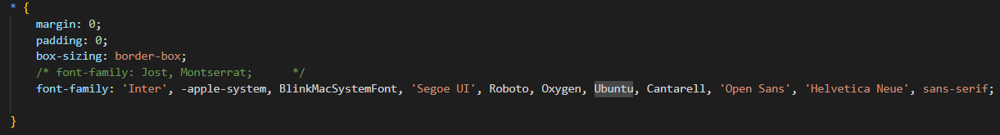 * {
margin: 0;
padding: 0;
box-sizing: border-box;
/* font-family: Jost, Montserrat;      */
font-family: 'Inter', -apple-system, BlinkMacSystemFont, 'Segoe UI', Roboto, Oxygen, Ubuntu, Cantarell, 'Open Sans', 'Helvetica Neue', sans-serif;
}